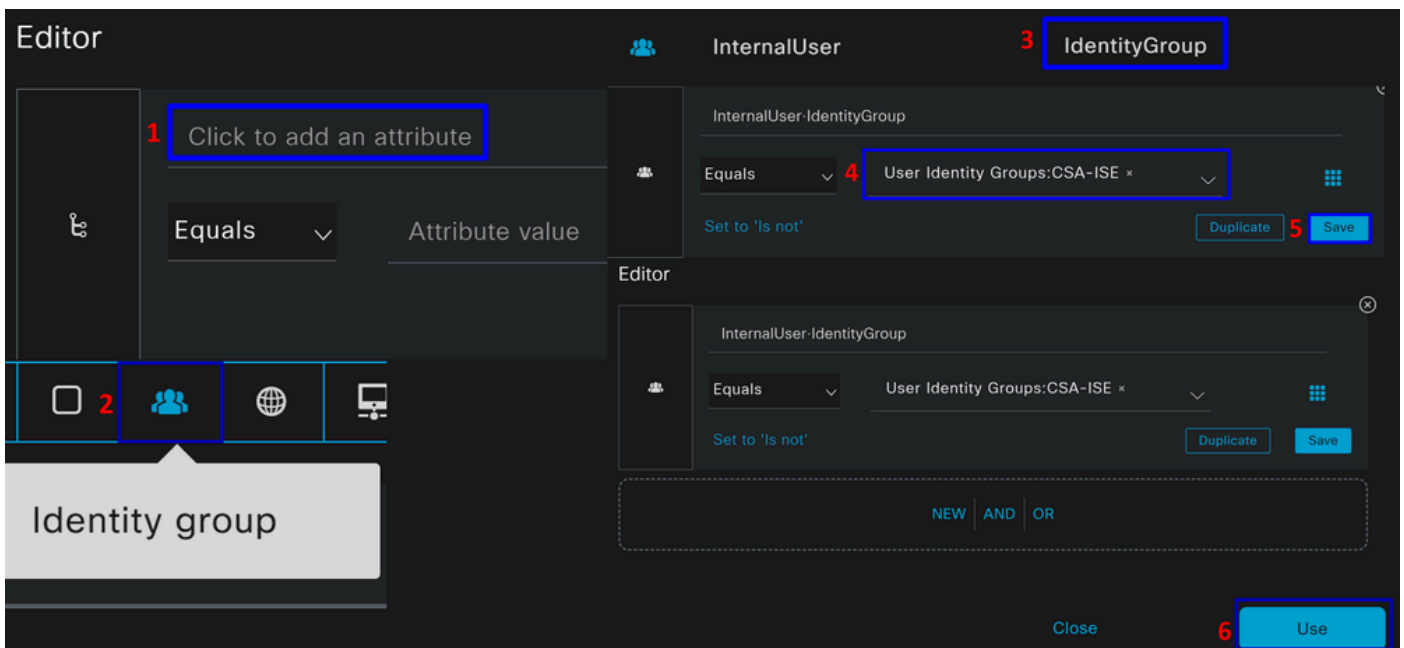 Editor
1 Click to add an attribute
Equals Attribute value
2
Identity group
InternalUser 3 IdentityGroup
InternalUser·IdentityGroup
Equals 4 User Identity Groups:CSA-ISE ×
Set to 'Is not' Duplicate 5 Save
Editor
InternalUser·IdentityGroup
Equals User Identity Groups:CSA-ISE ×
Set to 'Is not' Duplicate Save
NEW AND OR
Close 6 Use